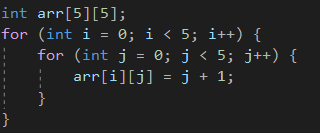 int arr[5][5];
for (int i = 0; i < 5; i++) {
    for (int j = 0; j < 5; j++) {
        arr[i][j] = j + 1;
    }
}